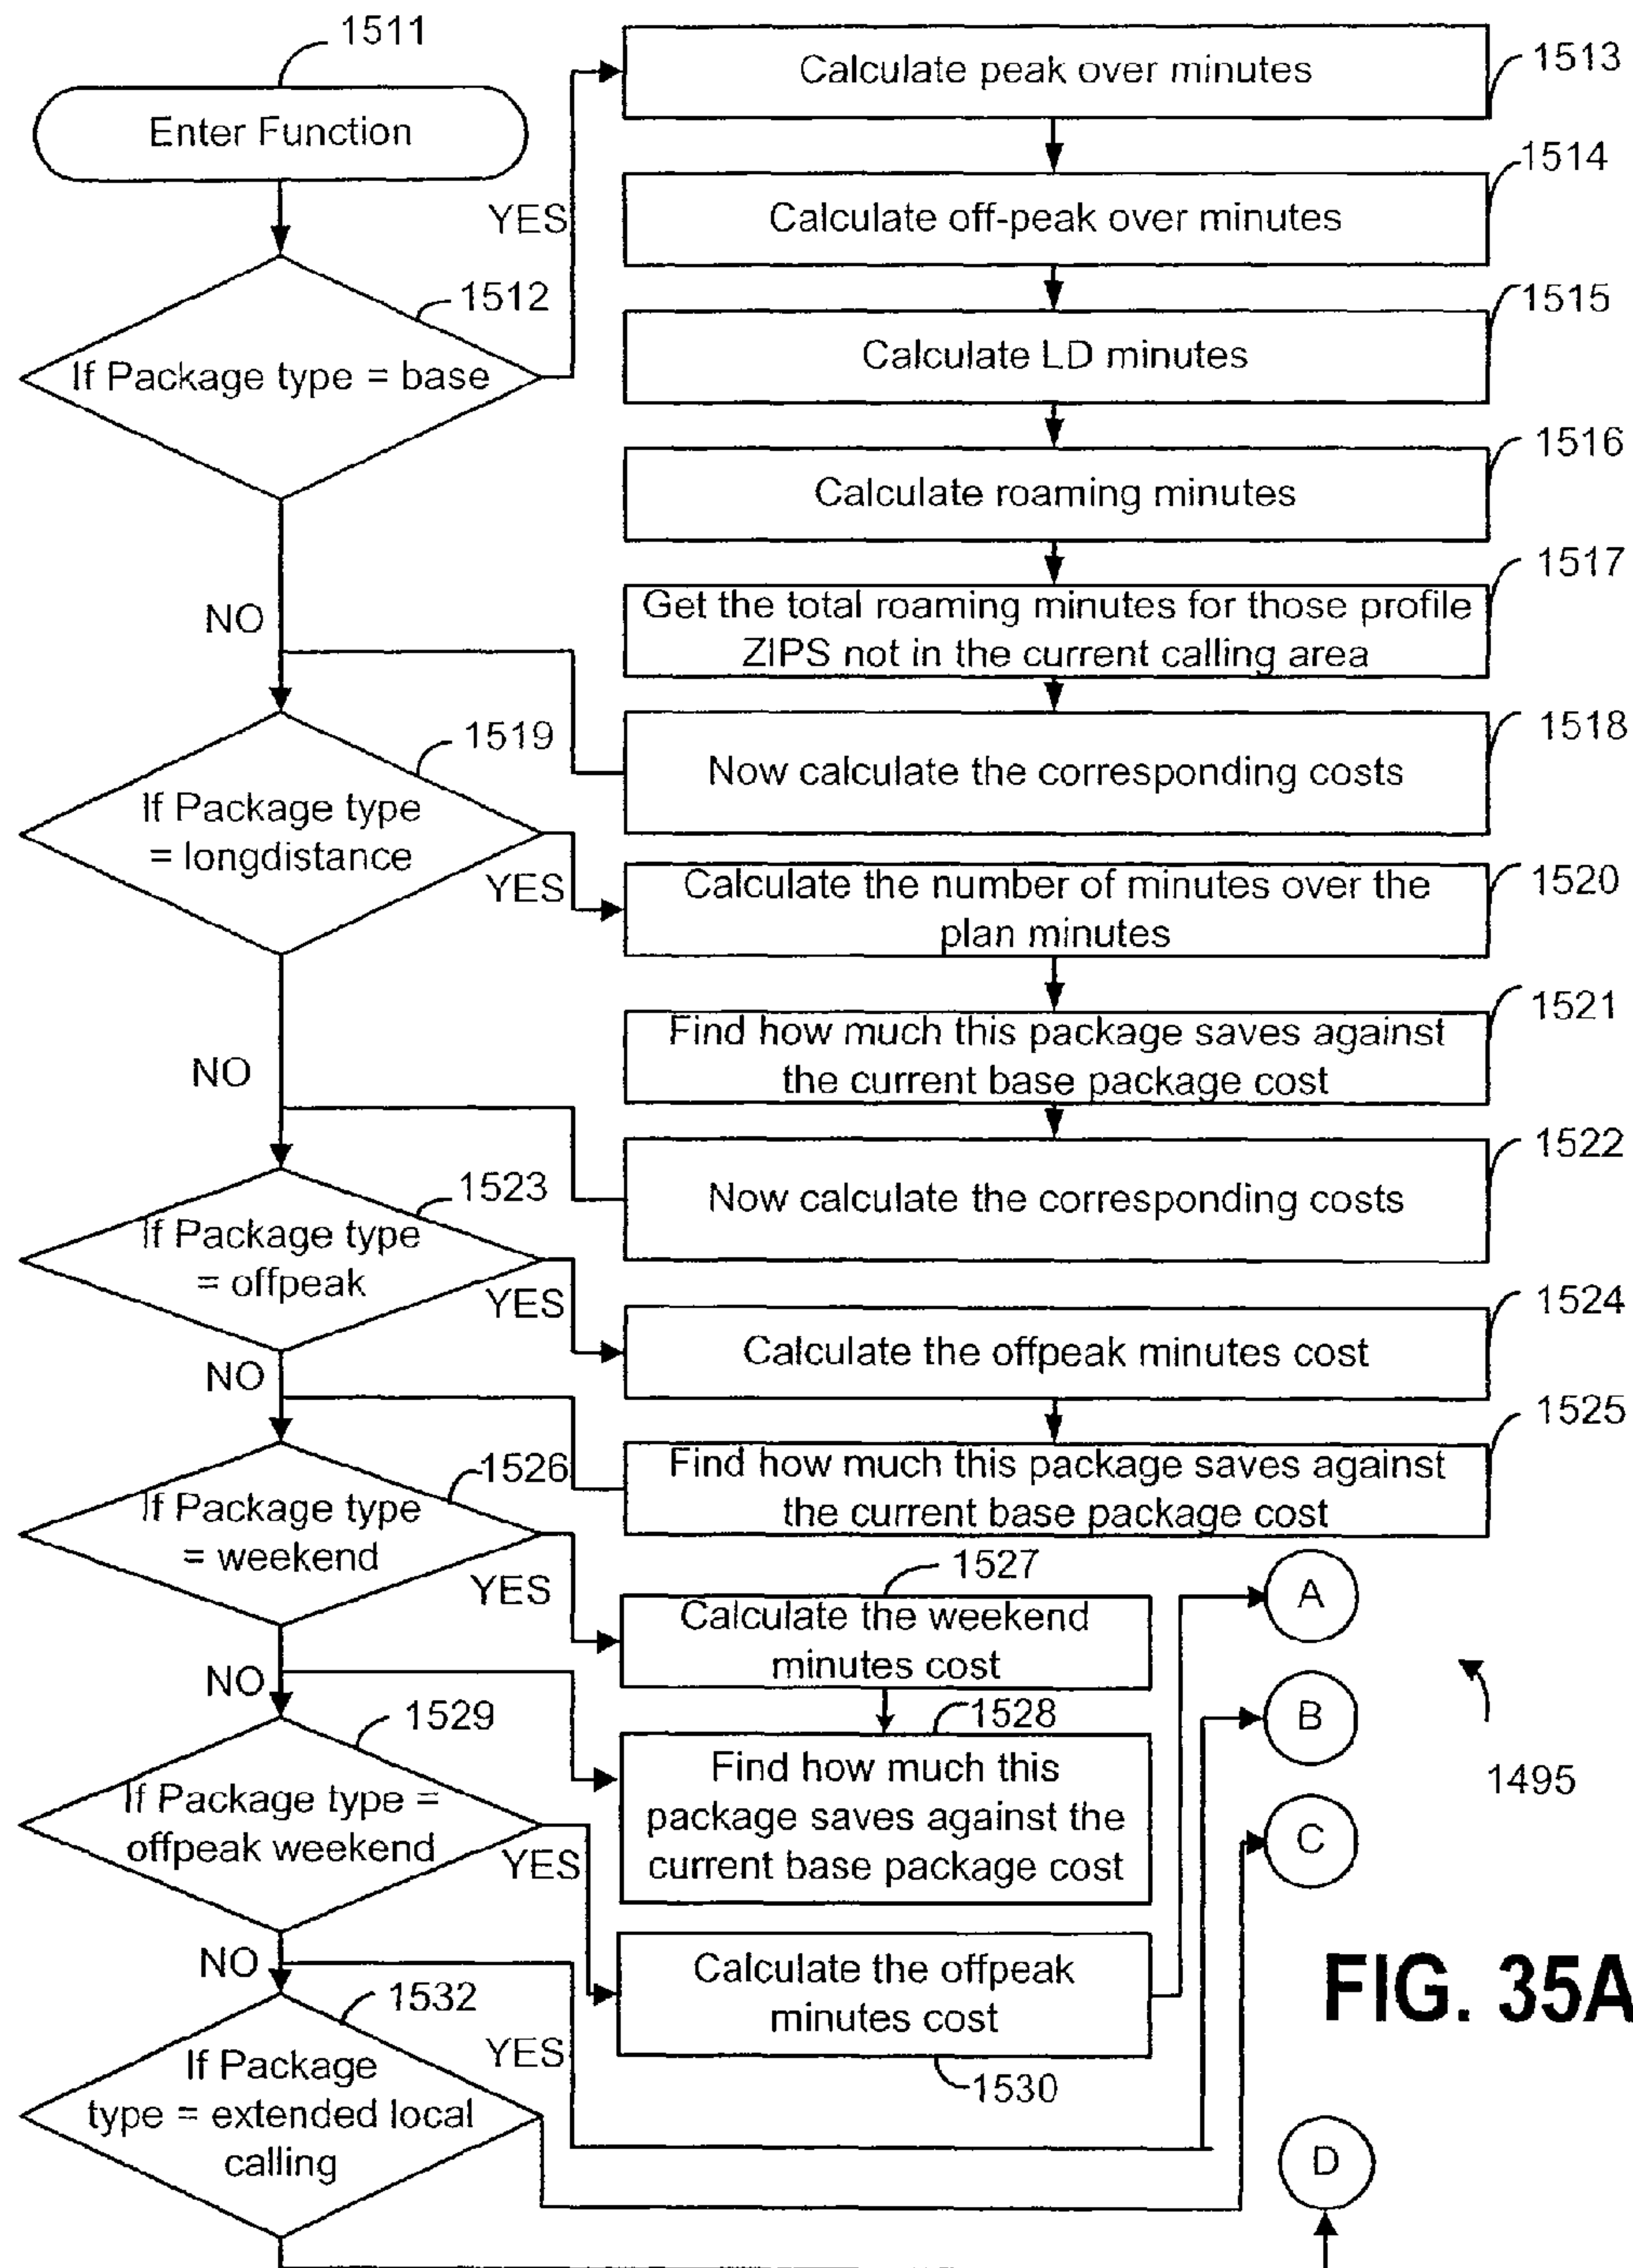 1511
Enter Function
1513
Calculate peak over minutes
1514
Calculate off-peak over minutes
YES
1512
If Package type = base
1515
Calculate LD minutes
1516
Calculate roaming minutes
1517
Get the total roaming minutes for those profile
ZIPS not in the current calling area
NO
1518
Now calculate the corresponding costs
1519
If Package type
= longdistance
YES
1520
Calculate the number of minutes over the
plan minutes
1521
Find how much this package saves against
the current base package cost
NO
1522
Now calculate the corresponding costs
1523
If Package type
= offpeak
YES
1524
Calculate the offpeak minutes cost
NO
1525
Find how much this package saves against
the current base package cost
1526
If Package type
= weekend
YES
1527
Calculate the weekend
minutes cost
A
NO
1528
Find how much this
package saves against the
current base package cost
B
1495
C
1529
If Package type =
offpeak weekend
YES
Calculate the offpeak
minutes cost
1530
FIG. 35A
NO
1532
YES
If Package
type = extended local
calling
D